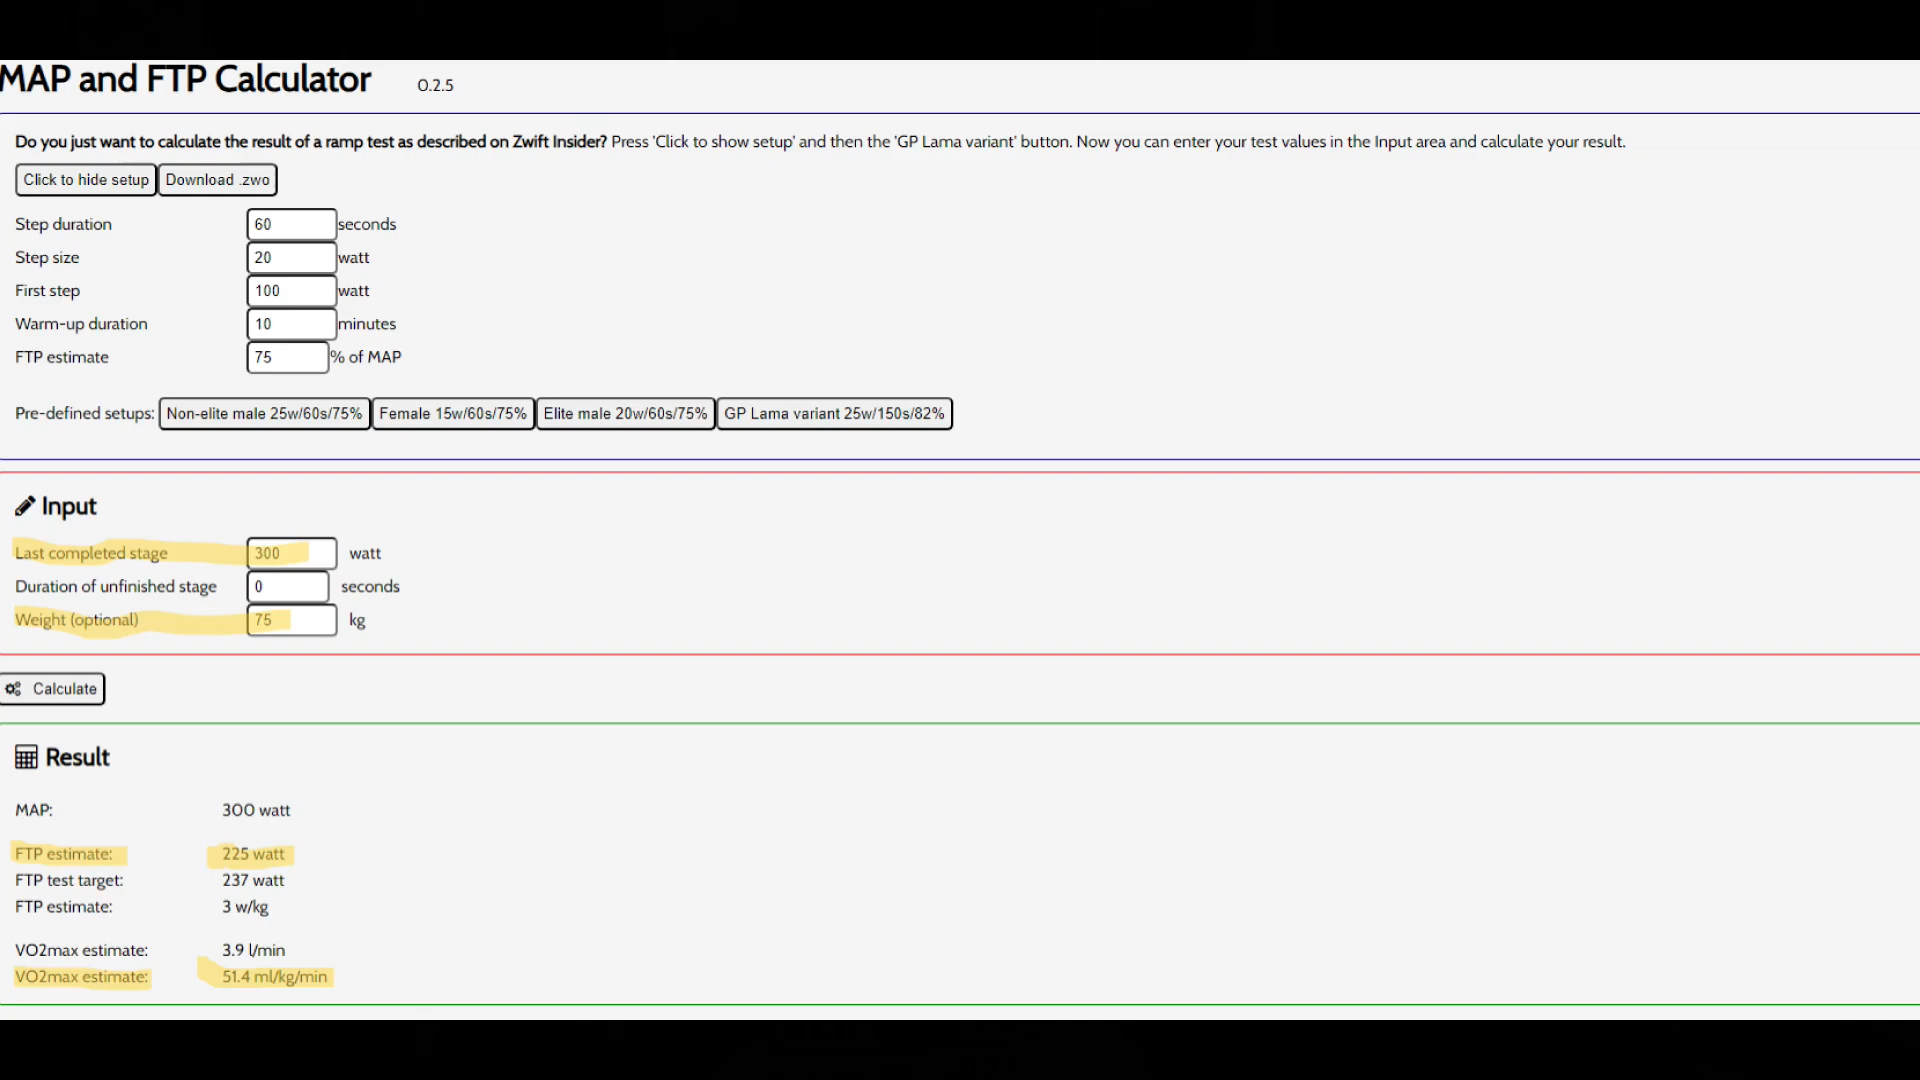 MAP and FTP Calculator 0.2.5
Do you just want to calculate the result of a ramp test as described on Zwift Insider? Press 'Click to show setup' and then the 'GP Lama variant' button. Now you can enter your test values in the Input area and calculate your result.
Click to hide setup Download .zwo
Step duration 60 seconds
Step size 20 watt
First step 100 watt
Warm-up duration 10 minutes
FTP estimate 75 % of MAP
Pre-defined setups: Non-elite male 25w/60s/75% Female 15w/60s/75% Elite male 20w/60s/75% GP Lama variant 25w/150s/82%
Input
Last completed stage 300 watt
Duration of unfinished stage 0 seconds
Weight (optional) 75 kg
Calculate
Result
MAP: 300 watt
FTP estimate: 225 watt
FTP test target: 237 watt
FTP estimate: 3 w/kg
VO2max estimate: 3.9 l/min
VO2max estimate: 51.4 ml/kg/min